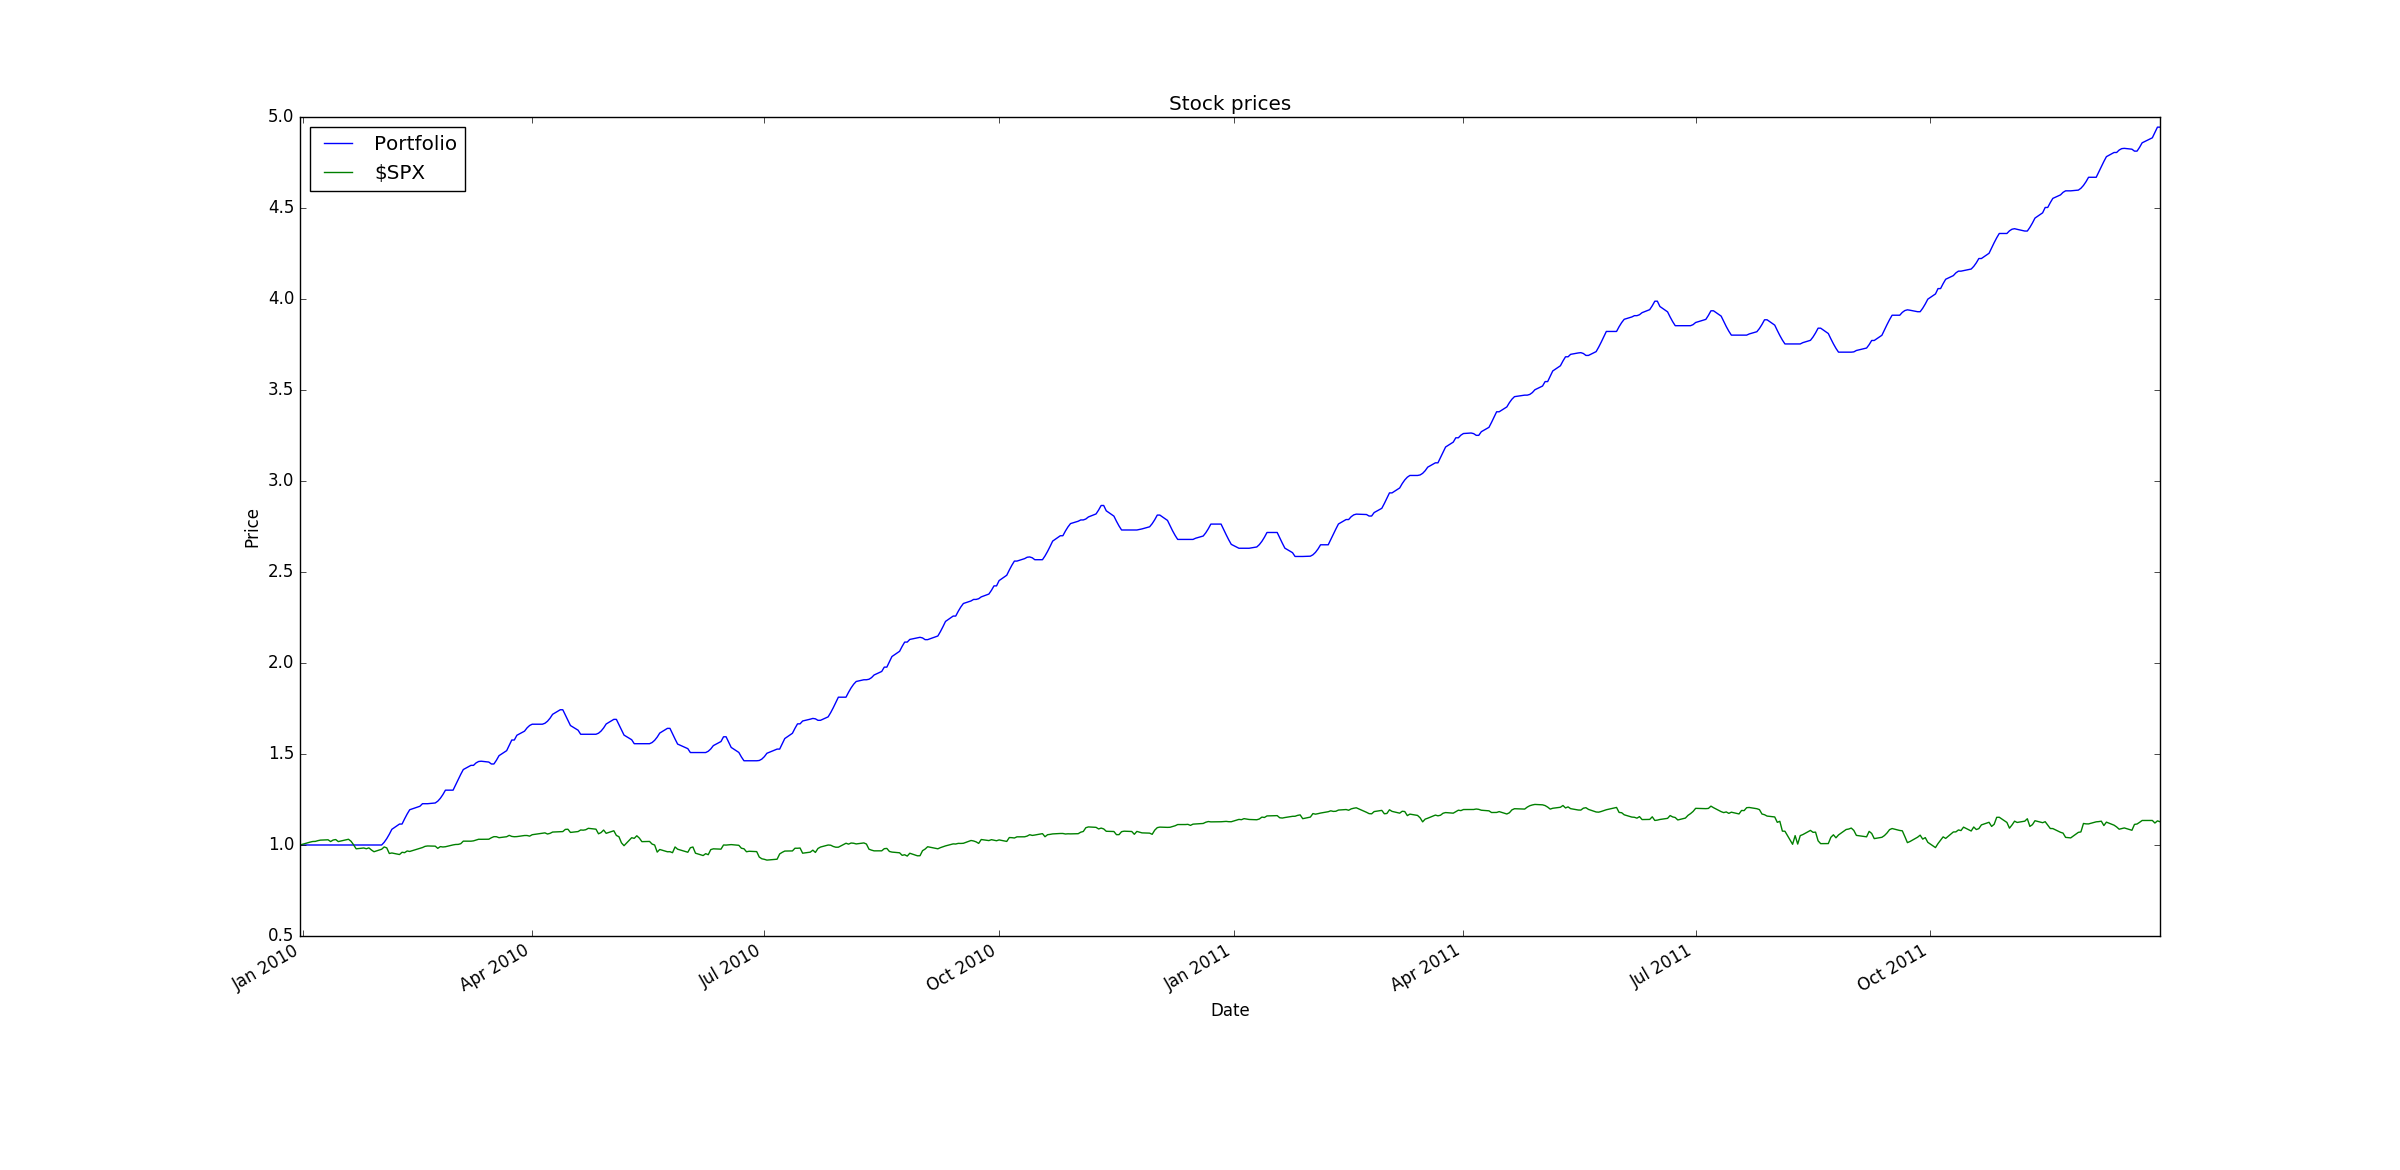 Stock prices
5.0
Portfolio
$SPX
4.5
4.0
3.5
3.0
Price
2.5
2.0
1.5
1.0
0.5
Jan 2010
Apr 2010
Jul 2010
Oct 2010
Jan 2011
Apr 2011
Jul 2011
Oct 2011
Date